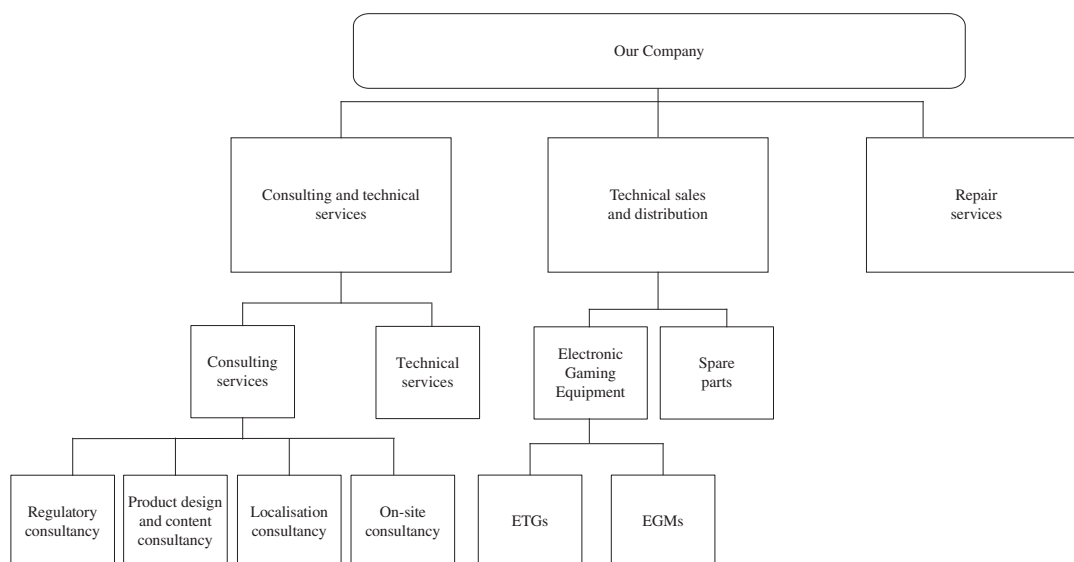 Our Company
Consulting and technical
services
Technical sales
and distribution
Repair
services
Consulting
services
Technical
services
Electronic
Gaming
Equipment
Spare
parts
Regulatory
consultancy
Product design
and content
consultancy
Localisation
consultancy
On-site
consultancy
ETGs
EGMs